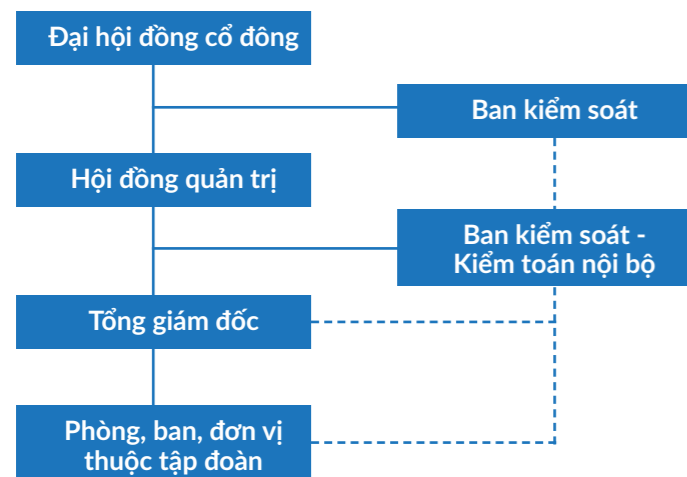 Đại hội đồng cổ đông
Ban kiểm soát
Hội đồng quản trị
Ban kiểm soát -
Kiểm toán nội bộ
Tổng giám đốc
Phòng, ban, đơn vị
thuộc tập đoàn